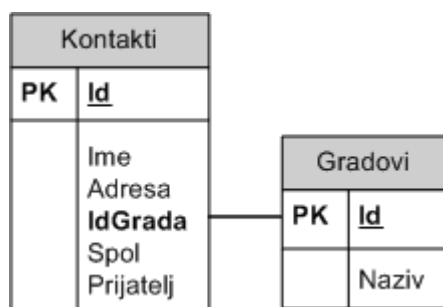 Kontakti
PK Id
Ime
Adresa
IdGrada
Spol
Prijatelj
Gradovi
PK Id
Naziv